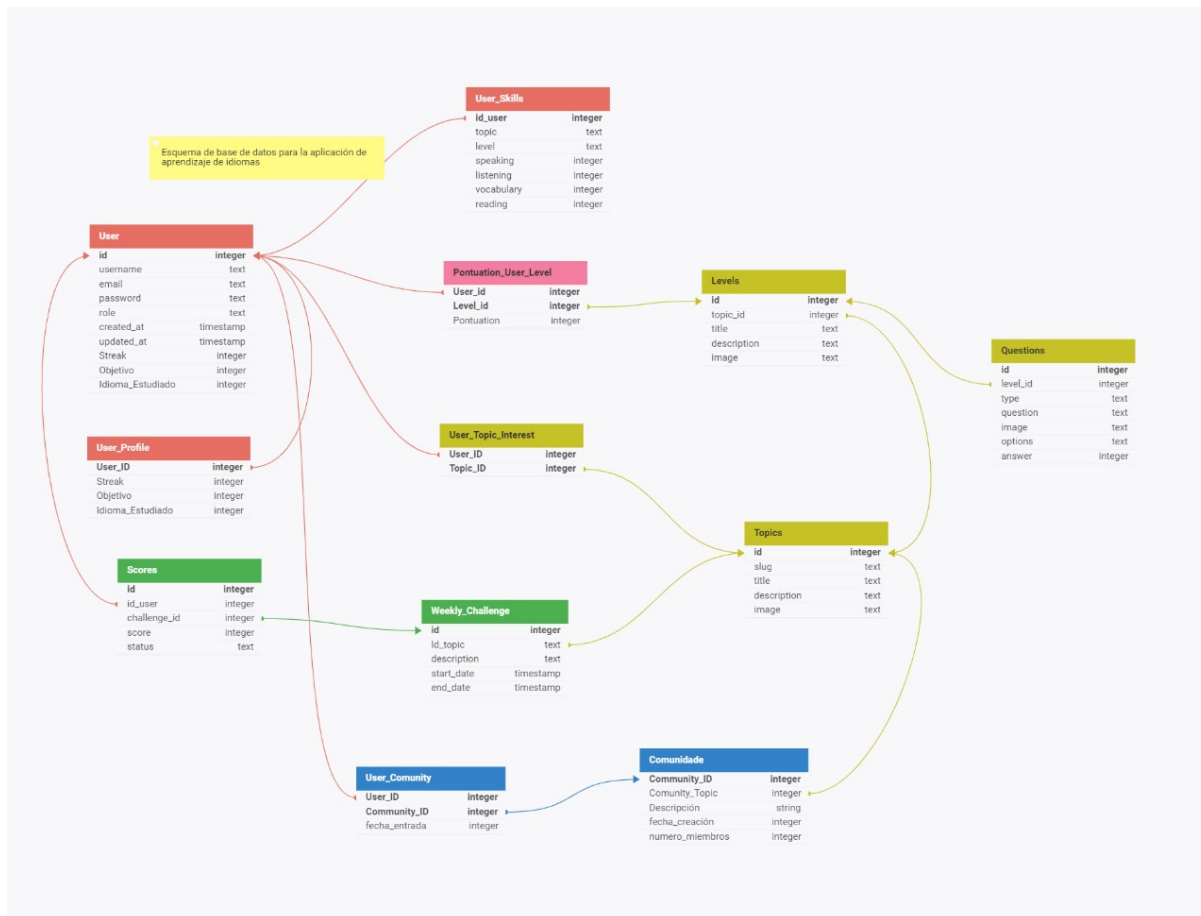 User_Skills
id_user integer
topic text
level text
speaking integer
listening integer
vocabulary integer
reading integer
Esquema de base de datos para la aplicación de
aprendizaje de idiomas
User
id integer
username text
email text
password text
role text
created_at timestamp
updated_at timestamp
Streak integer
Objetivo integer
Idioma_Estudiado integer
Pontuation_User_Level
User_id integer
Level_id integer
Pontuation integer
Levels
id integer
topic_id integer
title text
description text
image text
Questions
id integer
level_id integer
type text
question text
image text
options text
answer integer
User_Profile
User_ID integer
Streak integer
Objetivo integer
Idioma_Estudiado integer
User_Topic_Interest
User_ID integer
Topic_ID integer
Topics
id integer
slug text
title text
description text
image text
Scores
id integer
id_user integer
challenge_id integer
score integer
status text
Weekly_Challenge
id integer
id_topic text
description text
start_date timestamp
end_date timestamp
User_Comunity
User_ID integer
Community_ID integer
fecha_entrada integer
Comunidade
Community_ID integer
Comunity_Topic integer
Descripción string
fecha_creación integer
numero_miembros integer